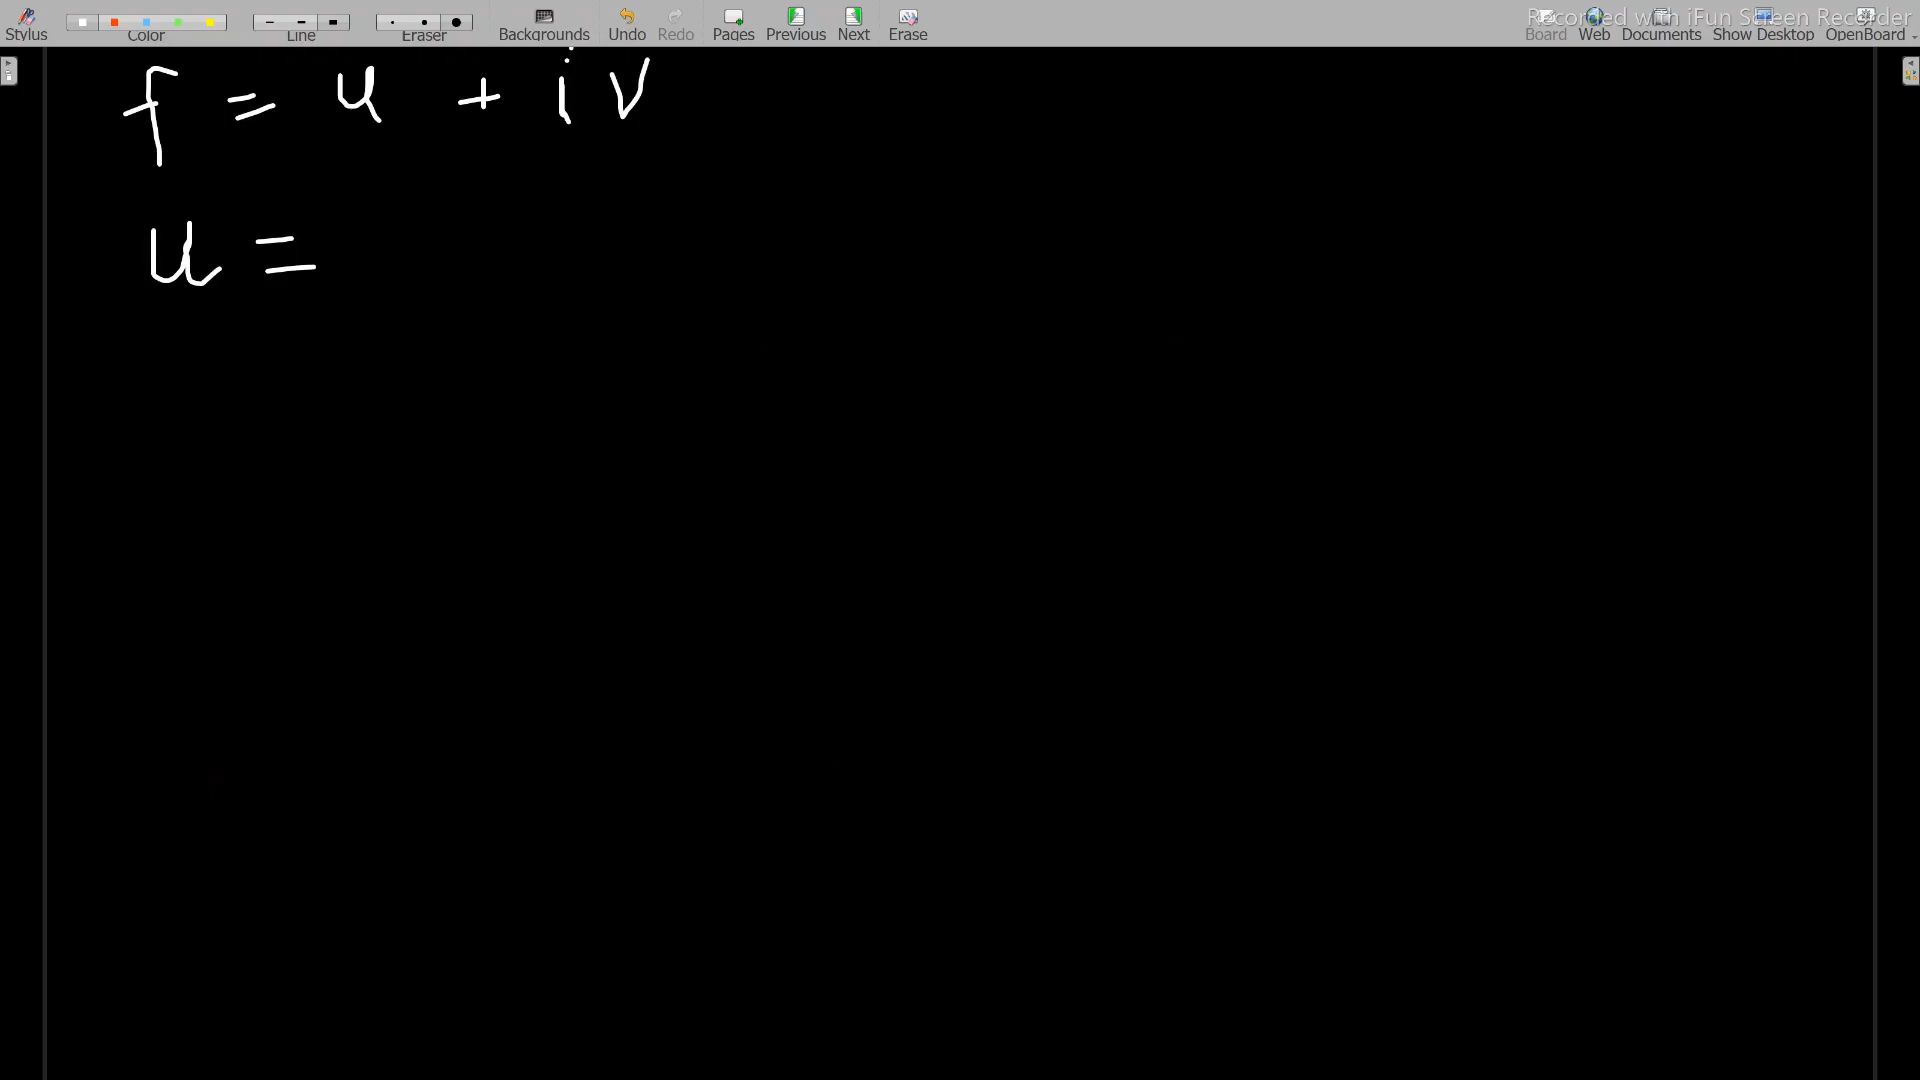 Recorded with iFun Screen Recorder
Stylus Color Line Eraser Backgrounds Undo Redo Pages Previous Next Erase Board Web Documents Show Desktop OpenBoard
f = u + i v
u =